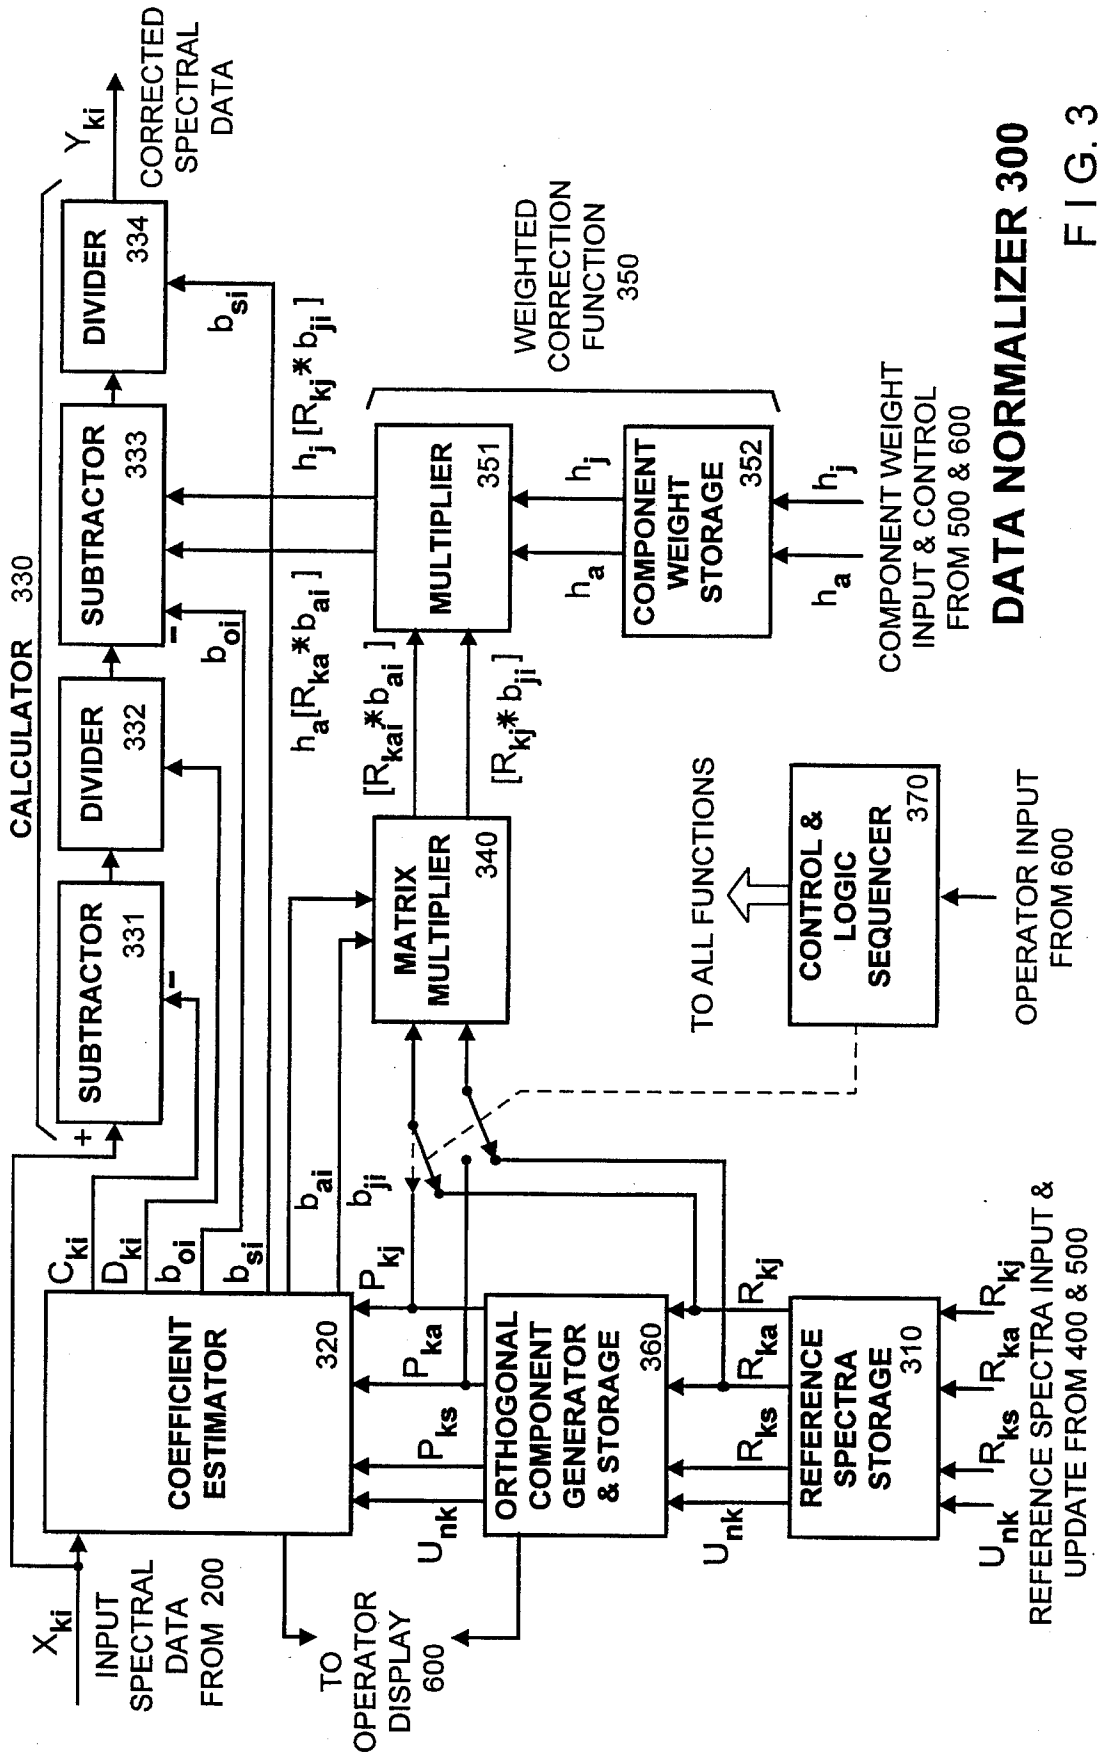 CALCULATOR 330
X_ki
INPUT
SPECTRAL
DATA
FROM 200
+
SUBTRACTOR
331
−
DIVIDER
332
SUBTRACTOR
333
−
DIVIDER
334
Y_ki
CORRECTED
SPECTRAL
DATA
COEFFICIENT
ESTIMATOR
320
C_ki
D_ki
b_oi
b_si
b_ai
b_ji
b_oi
b_si
h_a[R_ka*b_ai]
h_j [R_kj*b_ji]
TO
OPERATOR
DISPLAY
600
U_nk
P_ks
P_ka
P_kj
MATRIX
MULTIPLIER
340
[R_kai*b_ai]
[R_kj*b_ji]
MULTIPLIER
351
WEIGHTED
CORRECTION
FUNCTION
350
h_a
h_j
ORTHOGONAL
COMPONENT
GENERATOR
& STORAGE
360
COMPONENT
WEIGHT
STORAGE
352
U_nk
R_ks
R_ka
R_kj
TO ALL FUNCTIONS
h_a
h_j
REFERENCE
SPECTRA
STORAGE
310
CONTROL &
LOGIC
SEQUENCER
370
COMPONENT WEIGHT
INPUT & CONTROL
FROM 500 & 600
U_nk
R_ks
R_ka
R_kj
REFERENCE SPECTRA INPUT &
UPDATE FROM 400 & 500
OPERATOR INPUT
FROM 600
DATA NORMALIZER 300
FIG. 3